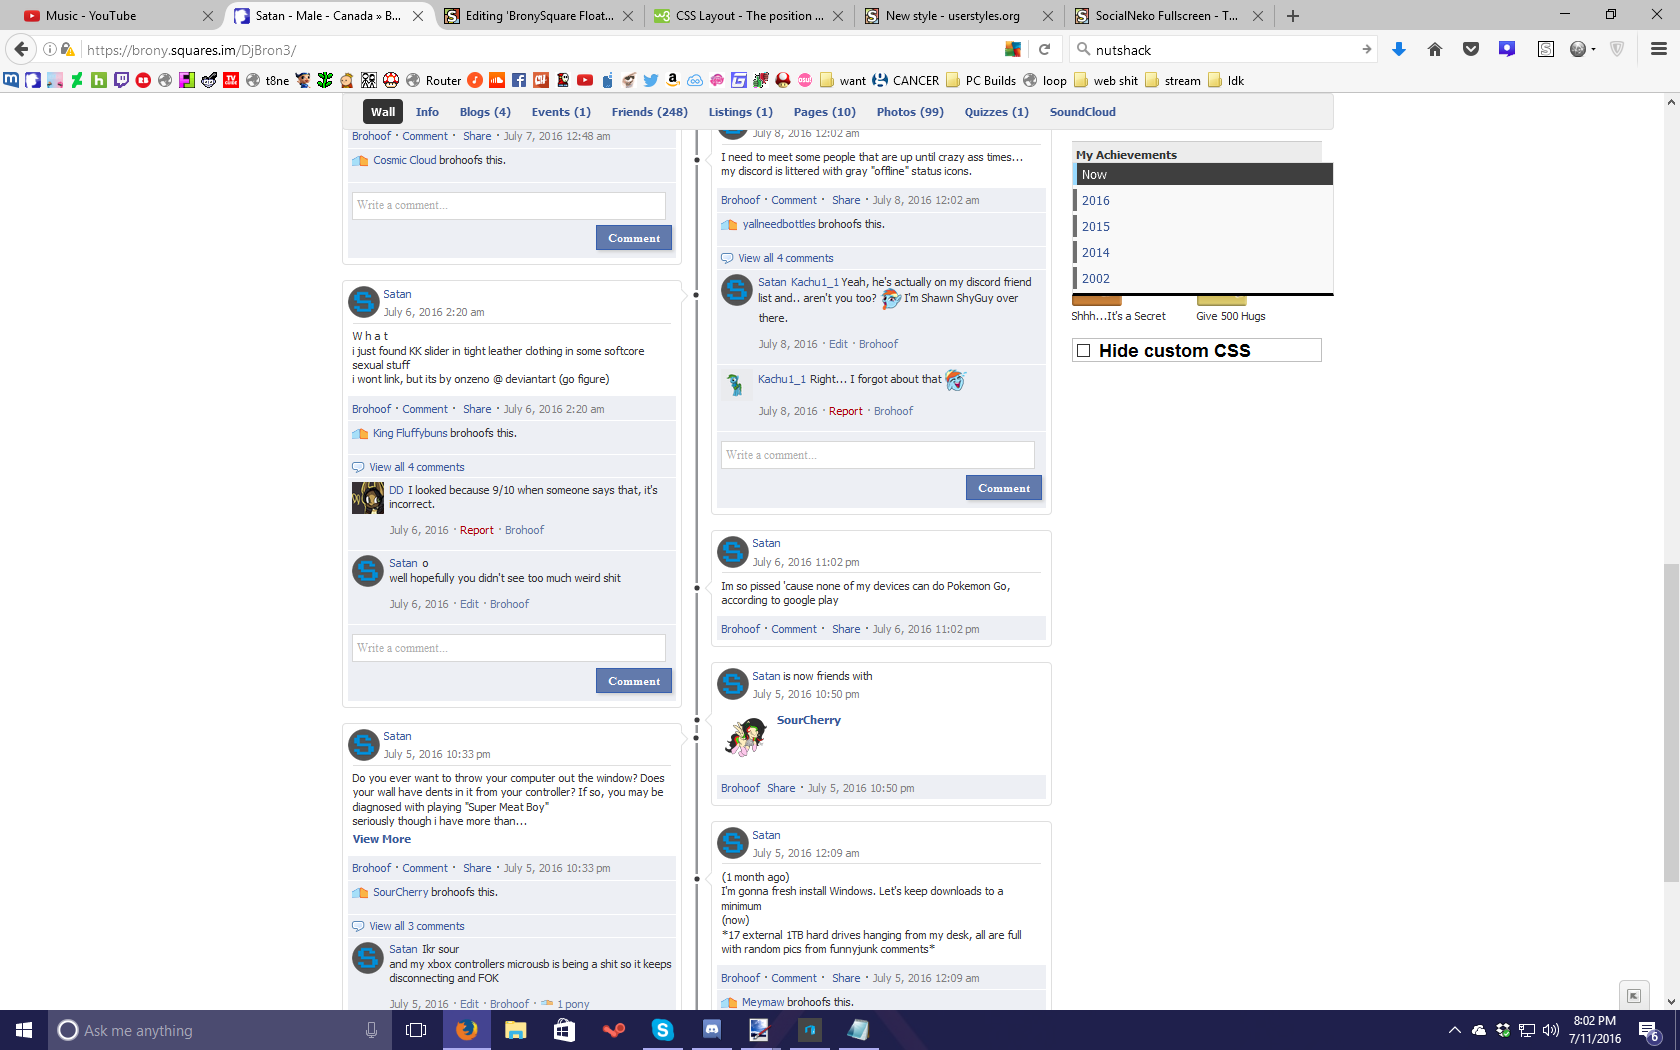 Music - YouTube
Satan - Male - Canada » B...
Editing 'BronySquare Float...
CSS Layout - The position ...
New style - userstyles.org
SocialNeko Fullscreen - T...
https://brony.squares.im/DjBron3/
nutshack
t8ne
Router
want
CANCER
PC Builds
loop
web shit
stream
Idk
Wall
Info
Blogs (4)
Events (1)
Friends (248)
Listings (1)
Pages (10)
Photos (99)
Quizzes (1)
SoundCloud
Brohoof · Comment · Share · July 7, 2016 12:48 am
Cosmic Cloud brohoofs this.
Write a comment...
Comment
Satan
July 6, 2016 2:20 am
W h a t
i just found KK slider in tight leather clothing in some softcore
sexual stuff
i wont link, but its by onzeno @ deviantart (go figure)
Brohoof · Comment · Share · July 6, 2016 2:20 am
King Fluffybuns brohoofs this.
View all 4 comments
DD I looked because 9/10 when someone says that, it's
incorrect.
July 6, 2016 · Report · Brohoof
Satan o
well hopefully you didn't see too much weird shit
July 6, 2016 · Edit · Brohoof
Write a comment...
Comment
Satan
July 5, 2016 10:33 pm
Do you ever want to throw your computer out the window? Does
your wall have dents in it from your controller? If so, you may be
diagnosed with playing "Super Meat Boy"
seriously though i have more than...
View More
Brohoof · Comment · Share · July 5, 2016 10:33 pm
SourCherry brohoofs this.
View all 3 comments
Satan Ikr sour
and my xbox controllers microusb is being a shit so it keeps
disconnecting and FOK
July 5, 2016 · Edit · Brohoof · 1 pony
July 8, 2016 12:02 am
I need to meet some people that are up until crazy ass times...
my discord is littered with gray "offline" status icons.
Brohoof · Comment · Share · July 8, 2016 12:02 am
yallneedbottles brohoofs this.
View all 4 comments
Satan Kachu1_1 Yeah, he's actually on my discord friend
list and.. aren't you too? I'm Shawn ShyGuy over
there.
July 8, 2016 · Edit · Brohoof
Kachu1_1 Right... I forgot about that
July 8, 2016 · Report · Brohoof
Write a comment...
Comment
Satan
July 6, 2016 11:02 pm
Im so pissed 'cause none of my devices can do Pokemon Go,
according to google play
Brohoof · Comment · Share · July 6, 2016 11:02 pm
Satan is now friends with
July 5, 2016 10:50 pm
SourCherry
Brohoof Share · July 5, 2016 10:50 pm
Satan
July 5, 2016 12:09 am
(1 month ago)
I'm gonna fresh install Windows. Let's keep downloads to a
minimum
(now)
*17 external 1TB hard drives hanging from my desk, all are full
with random pics from funnyjunk comments*
Brohoof · Comment · Share · July 5, 2016 12:09 am
Meymaw brohoofs this.
My Achievements
Now
2016
2015
2014
2002
Shhh...It's a Secret
Give 500 Hugs
Hide custom CSS
Ask me anything
8:02 PM
7/11/2016
6